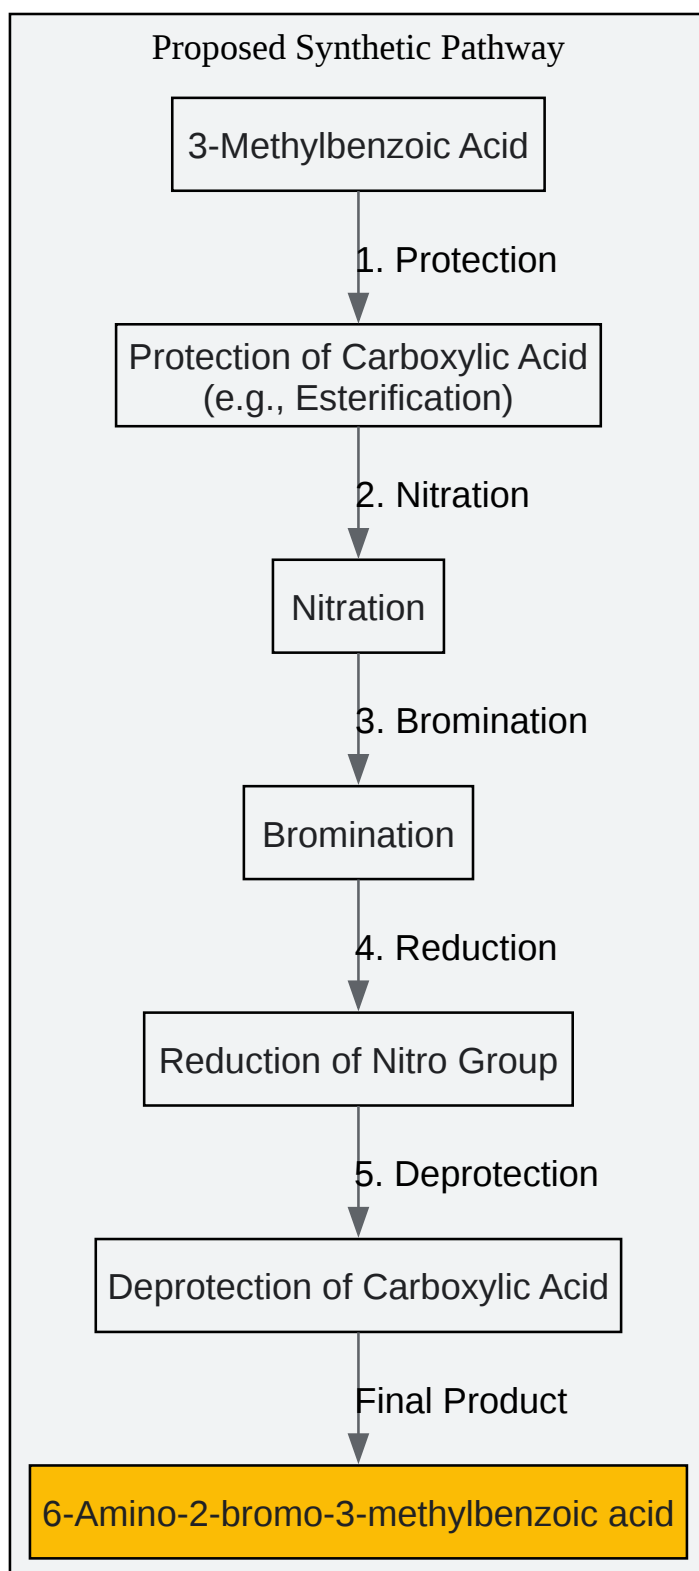 Proposed Synthetic Pathway
3-Methylbenzoic Acid
1. Protection
Protection of Carboxylic Acid
(e.g., Esterification)
2. Nitration
Nitration
3. Bromination
Bromination
4. Reduction
Reduction of Nitro Group
5. Deprotection
Deprotection of Carboxylic Acid
Final Product
6-Amino-2-bromo-3-methylbenzoic acid